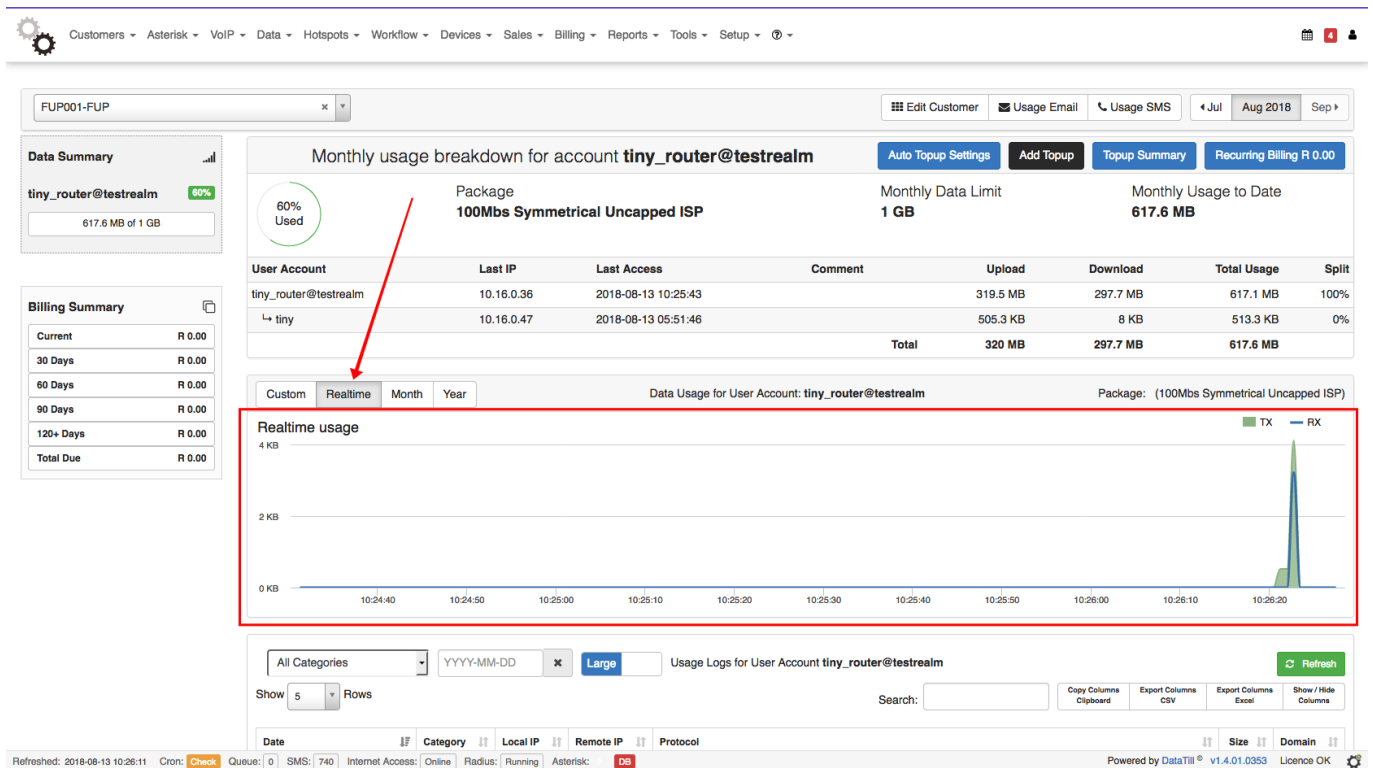 Customers Asterisk VoIP Data Hotspots Workflow Devices Sales Billing Reports Tools Setup 4
FUP001-FUP × Edit Customer Usage Email Usage SMS Jul Aug 2018 Sep
Data Summary
tiny_router@testrealm 60%
617.6 MB of 1 GB
Billing Summary
Current R 0.00
30 Days R 0.00
60 Days R 0.00
90 Days R 0.00
120+ Days R 0.00
Total Due R 0.00
Monthly usage breakdown for account tiny_router@testrealm Auto Topup Settings Add Topup Topup Summary Recurring Billing R 0.00
60% Used
Package
100Mbs Symmetrical Uncapped ISP
Monthly Data Limit
1 GB
Monthly Usage to Date
617.6 MB
User Account Last IP Last Access Comment Upload Download Total Usage Split
tiny_router@testrealm 10.16.0.36 2018-08-13 10:25:43 319.5 MB 297.7 MB 617.1 MB 100%
tiny 10.16.0.47 2018-08-13 05:51:46 505.3 KB 8 KB 513.3 KB 0%
Total 320 MB 297.7 MB 617.6 MB
Custom Realtime Month Year Data Usage for User Account: tiny_router@testrealm Package: (100Mbs Symmetrical Uncapped ISP)
Realtime usage TX RX
4 KB
2 KB
0 KB
10:24:40 10:24:50 10:25:00 10:25:10 10:25:20 10:25:30 10:25:40 10:25:50 10:26:00 10:26:10 10:26:20
All Categories YYYY-MM-DD × Large Usage Logs for User Account tiny_router@testrealm Refresh
Show 5 Rows Search: Copy Columns Clipboard Export Columns CSV Export Columns Excel Show / Hide Columns
Date Category Local IP Remote IP Protocol Size Domain
Refreshed: 2018-08-13 10:26:11 Cron: Check Queue: 0 SMS: 740 Internet Access: Online Radius: Running Asterisk: DB Powered by DataTill ® v1.4.01.0353 Licence OK